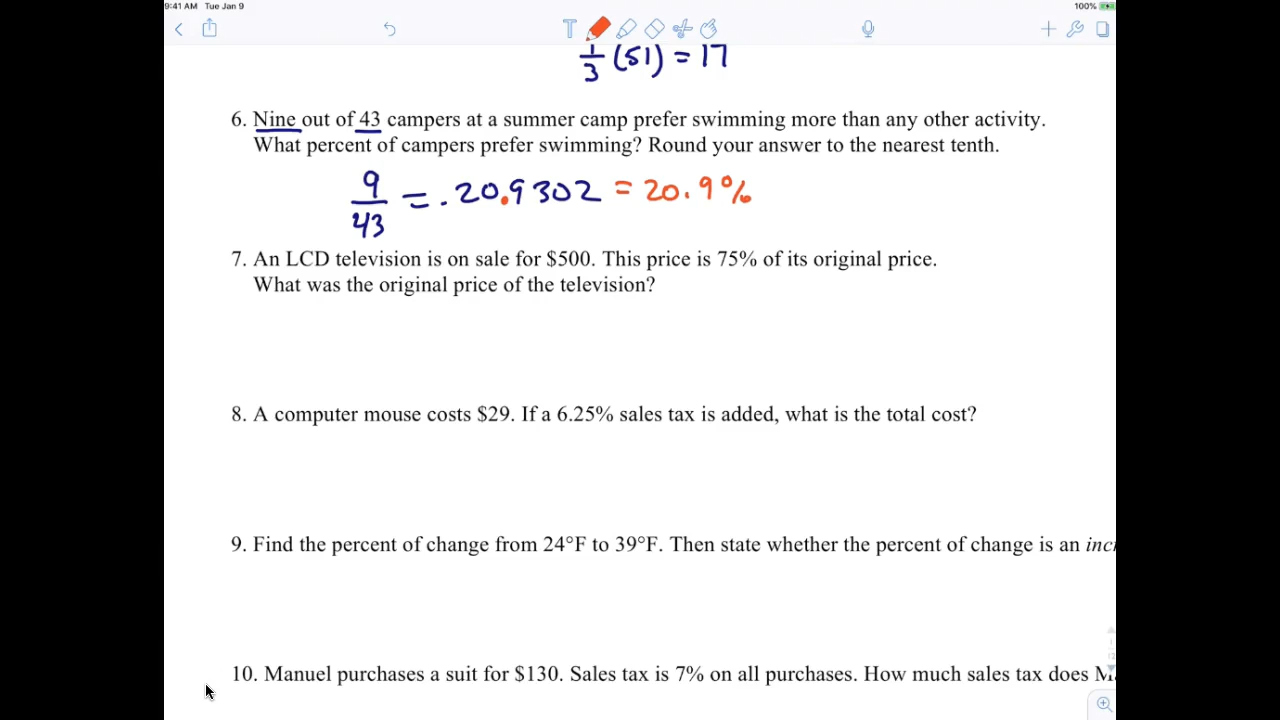 9:41 AM Tue Jan 9 100%
T
1/3 (51) = 17
6. Nine out of 43 campers at a summer camp prefer swimming more than any other activity.
What percent of campers prefer swimming? Round your answer to the nearest tenth.
9/43 = .20.9302 = 20.9%
7. An LCD television is on sale for $500. This price is 75% of its original price.
What was the original price of the television?
8. A computer mouse costs $29. If a 6.25% sales tax is added, what is the total cost?
9. Find the percent of change from 24°F to 39°F. Then state whether the percent of change is an inc
10. Manuel purchases a suit for $130. Sales tax is 7% on all purchases. How much sales tax does M